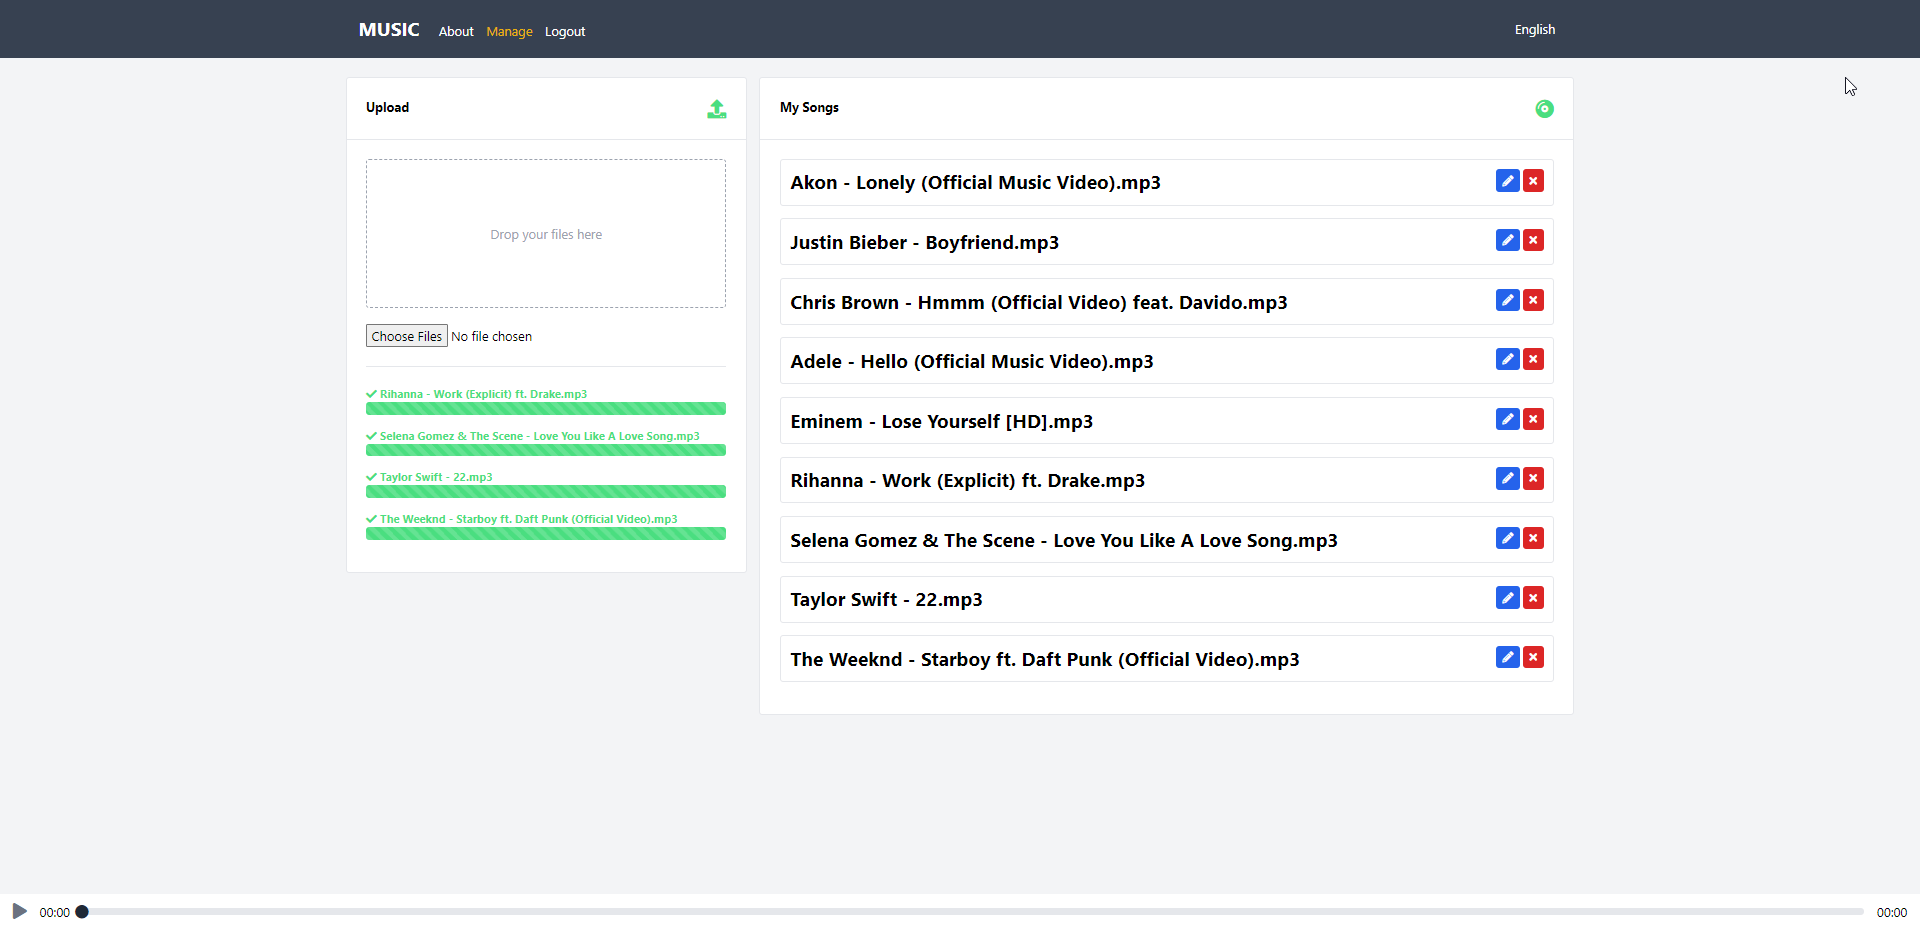 MUSIC About Manage Logout English
Upload
Drop your files here
Choose Files No file chosen
Rihanna - Work (Explicit) ft. Drake.mp3
Selena Gomez & The Scene - Love You Like A Love Song.mp3
Taylor Swift - 22.mp3
The Weeknd - Starboy ft. Daft Punk (Official Video).mp3
My Songs
Akon - Lonely (Official Music Video).mp3
Justin Bieber - Boyfriend.mp3
Chris Brown - Hmmm (Official Video) feat. Davido.mp3
Adele - Hello (Official Music Video).mp3
Eminem - Lose Yourself [HD].mp3
Rihanna - Work (Explicit) ft. Drake.mp3
Selena Gomez & The Scene - Love You Like A Love Song.mp3
Taylor Swift - 22.mp3
The Weeknd - Starboy ft. Daft Punk (Official Video).mp3
00:00 00:00